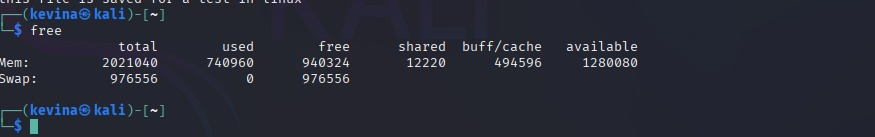 this file is saved for a test in linux
┌──(kevina㉿kali)-[~]
└─$ free
               total        used        free      shared  buff/cache   available
Mem:         2021040      740960      940324       12220      494596     1280080
Swap:         976556           0      976556
┌──(kevina㉿kali)-[~]
└─$